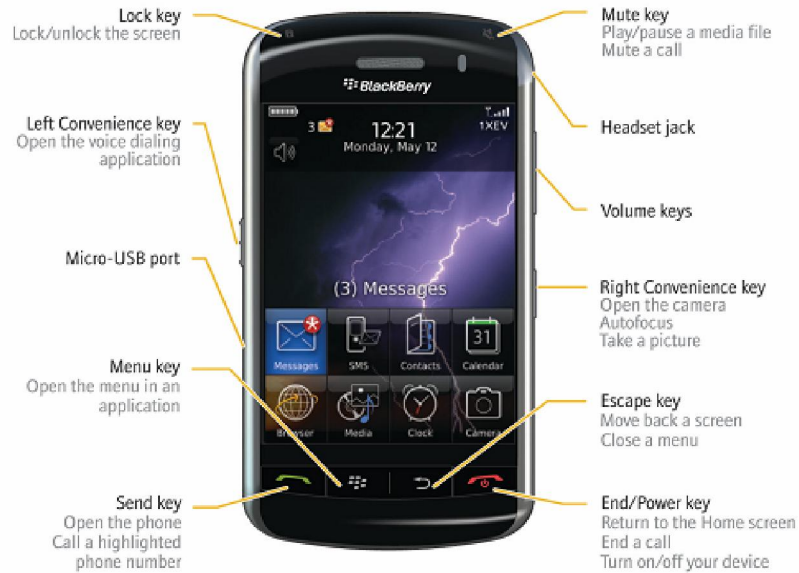 Lock key
Lock/unlock the screen
Left Convenience key
Open the voice dialing
application
Micro-USB port
Menu key
Open the menu in an
application
Send key
Open the phone
Call a highlighted
phone number
BlackBerry
3
12:21
1XEV
Monday, May 12
(3) Messages
Messages
SMS
Contacts
31
Calendar
Browser
Media
Clock
Camera
Mute key
Play/pause a media file
Mute a call
Headset jack
Volume keys
Right Convenience key
Open the camera
Autofocus
Take a picture
Escape key
Move back a screen
Close a menu
End/Power key
Return to the Home screen
End a call
Turn on/off your device